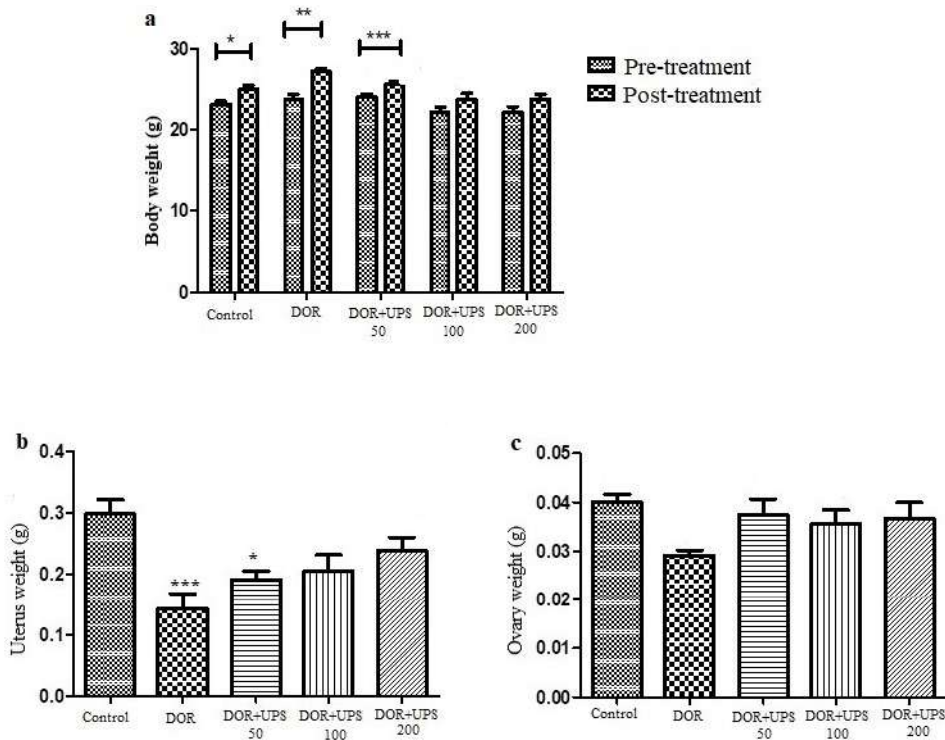 a
*
**
***
30
20
10
0
Body weight (g)
Pre-treatment
Post-treatment
Control
DOR
DOR+UPS
50
DOR+UPS
100
DOR+UPS
200
b
0.4
0.3
0.2
0.1
0.0
Uterus weight (g)
***
*
Control
DOR
DOR+UPS
50
DOR+UPS
100
DOR+UPS
200
c
0.05
0.04
0.03
0.02
0.01
0.00
Ovary weight (g)
Control
DOR
DOR+UPS
50
DOR+UPS
100
DOR+UPS
200